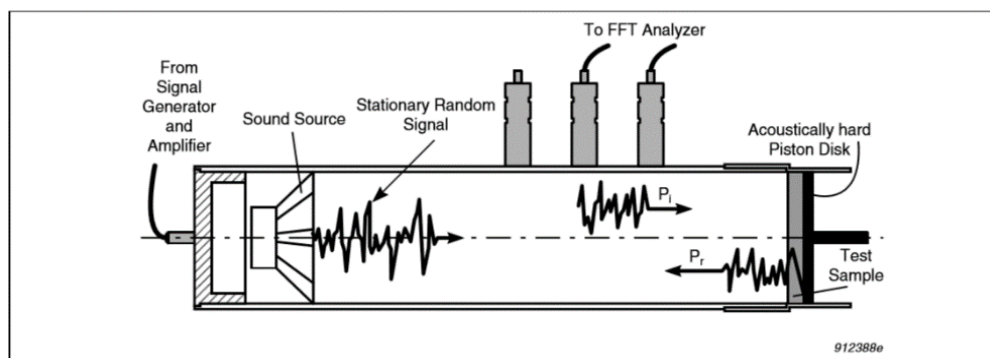 To FFT Analyzer
From
Signal
Generator
and
Amplifier
Sound Source
Stationary Random
Signal
Acoustically hard
Piston Disk
Pi
Pr
Test
Sample
912388e